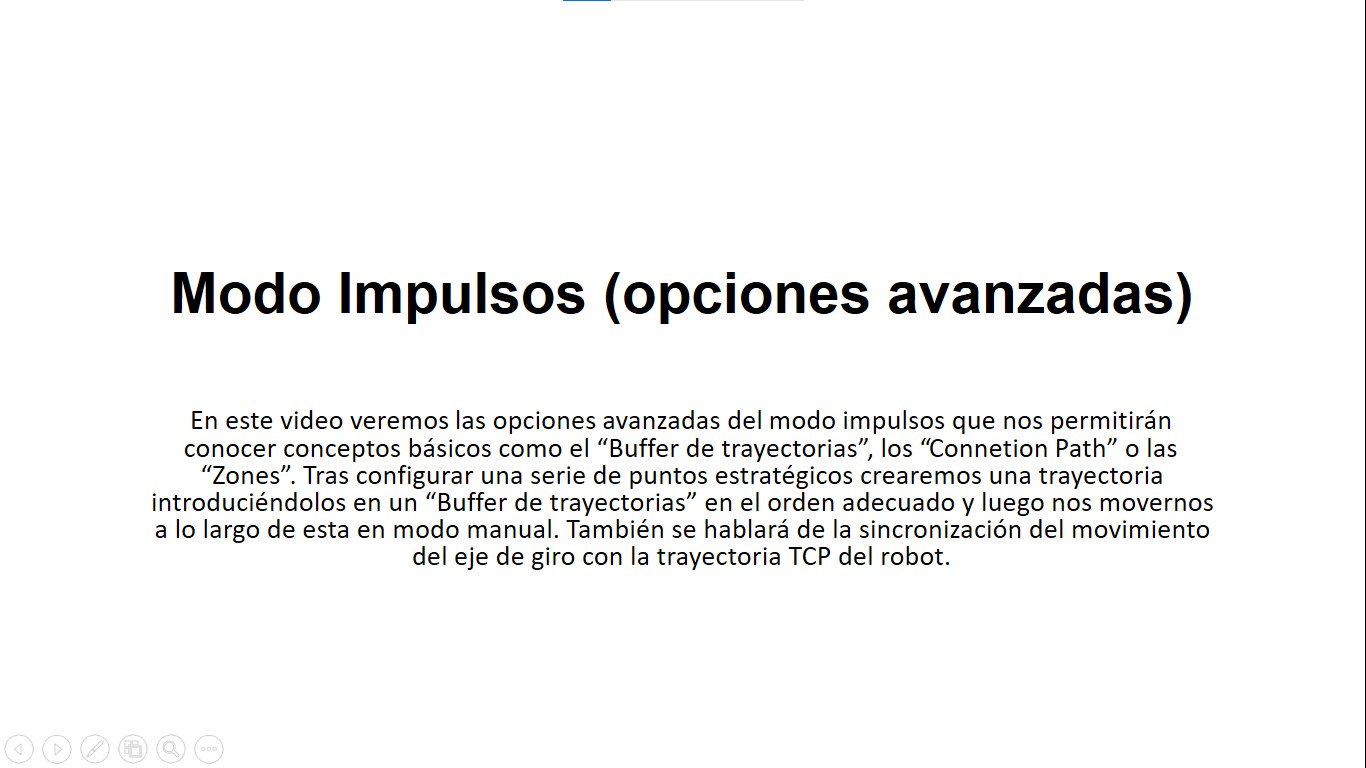 Modo Impulsos (opciones avanzadas)
En este video veremos las opciones avanzadas del modo impulsos que nos permitirán
conocer conceptos básicos como el “Buffer de trayectorias”, los “Connetion Path” o las
“Zones”. Tras configurar una serie de puntos estratégicos crearemos una trayectoria
introduciéndolos en un “Buffer de trayectorias” en el orden adecuado y luego nos movernos
a lo largo de esta en modo manual. También se hablará de la sincronización del movimiento
del eje de giro con la trayectoria TCP del robot.